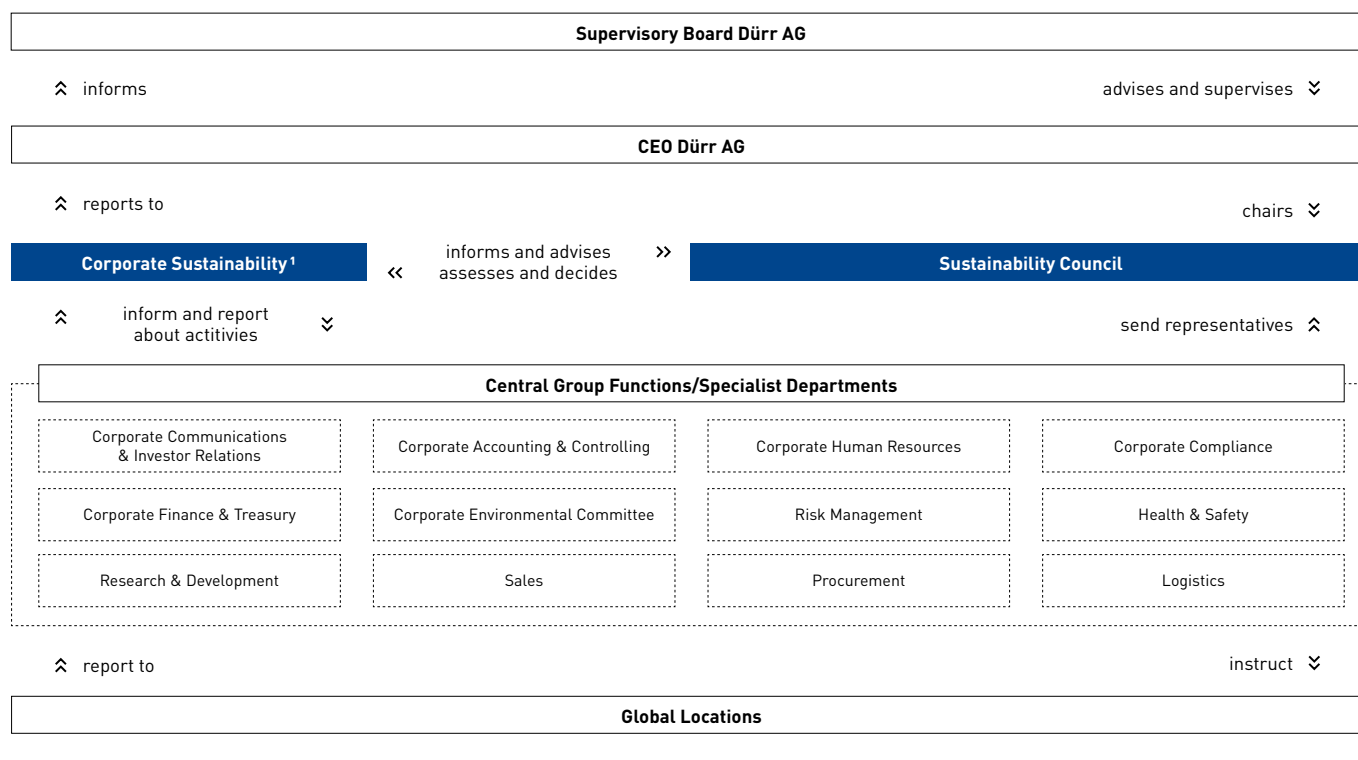 Supervisory Board Dürr AG
informs
advises and supervises
CEO Dürr AG
reports to
chairs
Corporate Sustainability¹
informs and advises
assesses and decides
Sustainability Council
inform and report
about actitivies
send representatives
Central Group Functions/Specialist Departments
Corporate Communications
& Investor Relations
Corporate Accounting & Controlling
Corporate Human Resources
Corporate Compliance
Corporate Finance & Treasury
Corporate Environmental Committee
Risk Management
Health & Safety
Research & Development
Sales
Procurement
Logistics
report to
instruct
Global Locations